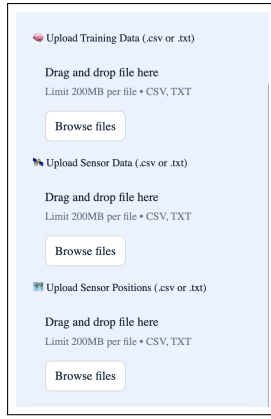 🧠 Upload Training Data (.csv or .txt)
Drag and drop file here
Limit 200MB per file • CSV, TXT
Browse files
🛰️ Upload Sensor Data (.csv or .txt)
Drag and drop file here
Limit 200MB per file • CSV, TXT
Browse files
🗺️ Upload Sensor Positions (.csv or .txt)
Drag and drop file here
Limit 200MB per file • CSV, TXT
Browse files